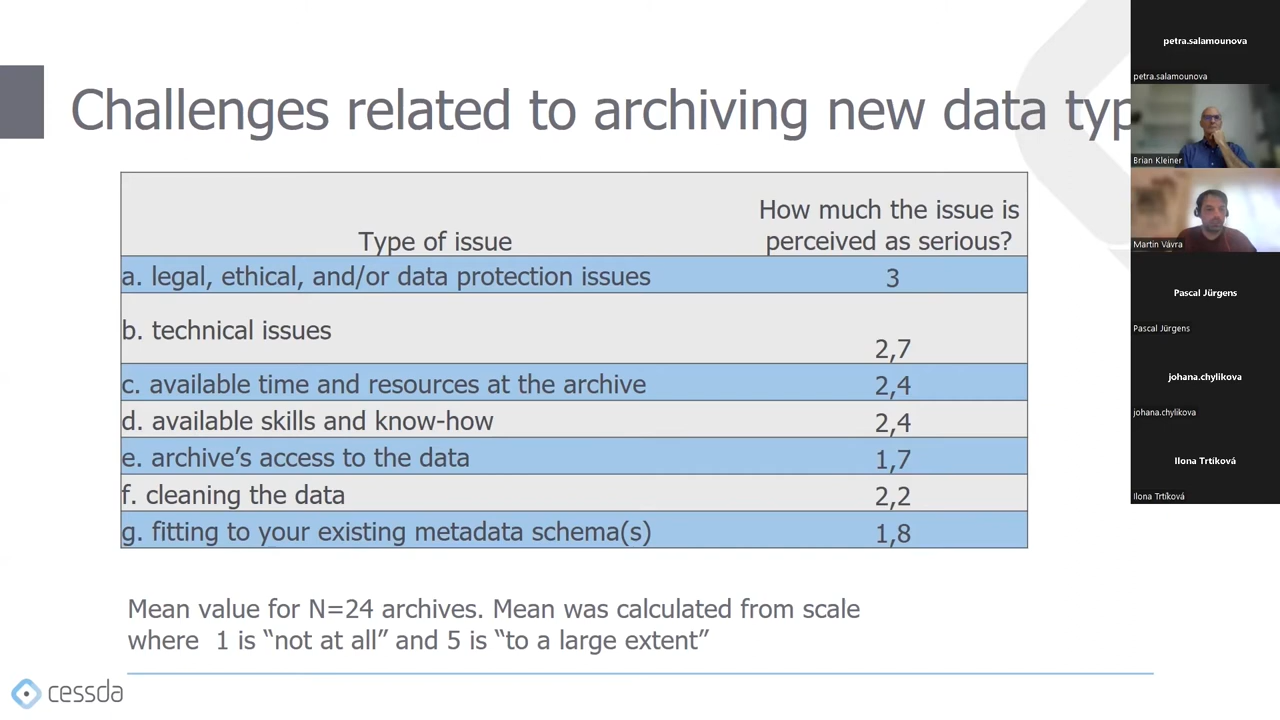 Challenges related to archiving new data typ
Type of issue
How much the issue is
perceived as serious?
a. legal, ethical, and/or data protection issues
3
b. technical issues
2,7
c. available time and resources at the archive
2,4
d. available skills and know-how
2,4
e. archive’s access to the data
1,7
f. cleaning the data
2,2
g. fitting to your existing metadata schema(s)
1,8
Mean value for N=24 archives. Mean was calculated from scale
where 1 is “not at all” and 5 is “to a large extent”
cessda
petra.salamounova
petra.salamounova
Brian Kleiner
Martin Vávra
Pascal Jürgens
Pascal Jürgens
johana.chylikova
johana.chylikova
Ilona Trtíková
Ilona Trtíková